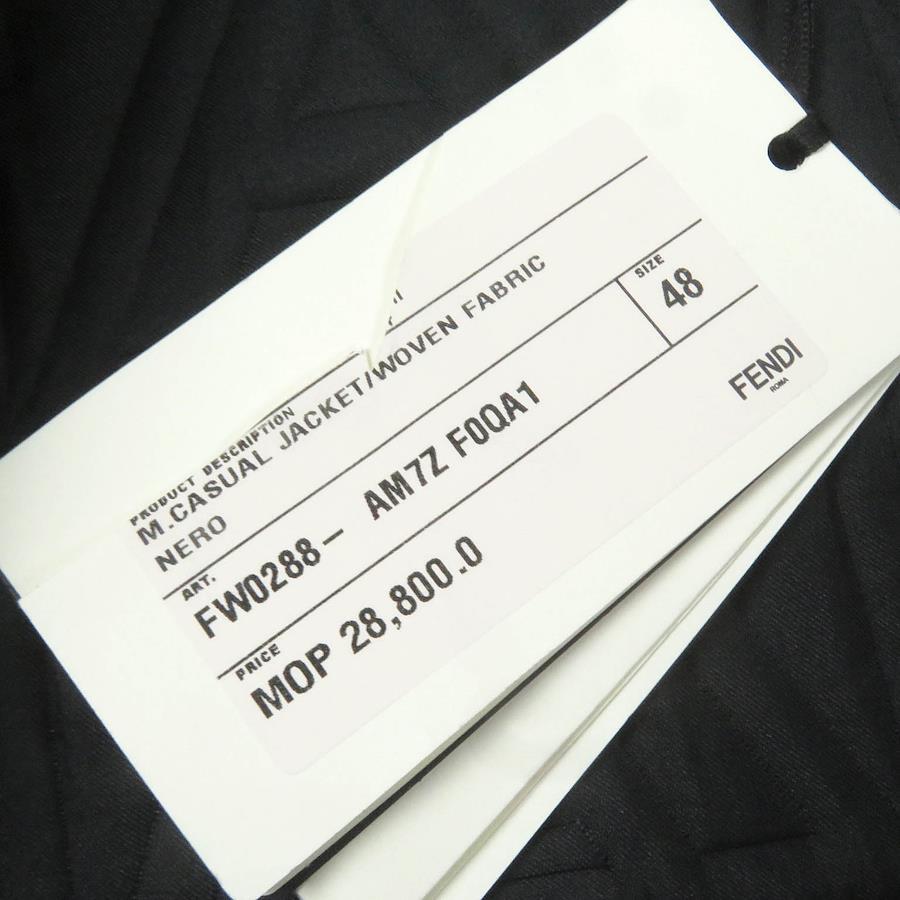 PRODUCT DESCRIPTION
M.CASUAL JACKET/WOVEN FABRIC
NERO
SIZE
48
ART.
FW0288- AM7Z F0QA1
PRICE
MOP 28,800.0
FENDI
ROMA